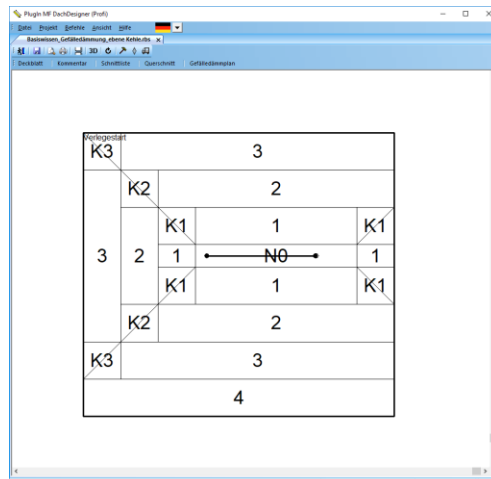 PlugIn.MF DachDesigner (Profi)
Datei Projekt Befehle Ansicht Hilfe
Basiswissen_Gefälledämmung_ebene Kehle.rbs x
3D
Deckblatt Kommentar Schnittliste Querschnitt Gefälledämmplan
Verlegestart
K3 3
K2 2
K1 1 K1
3 2 1 N0 1
K1 1 K1
K2 2
K3 3
4